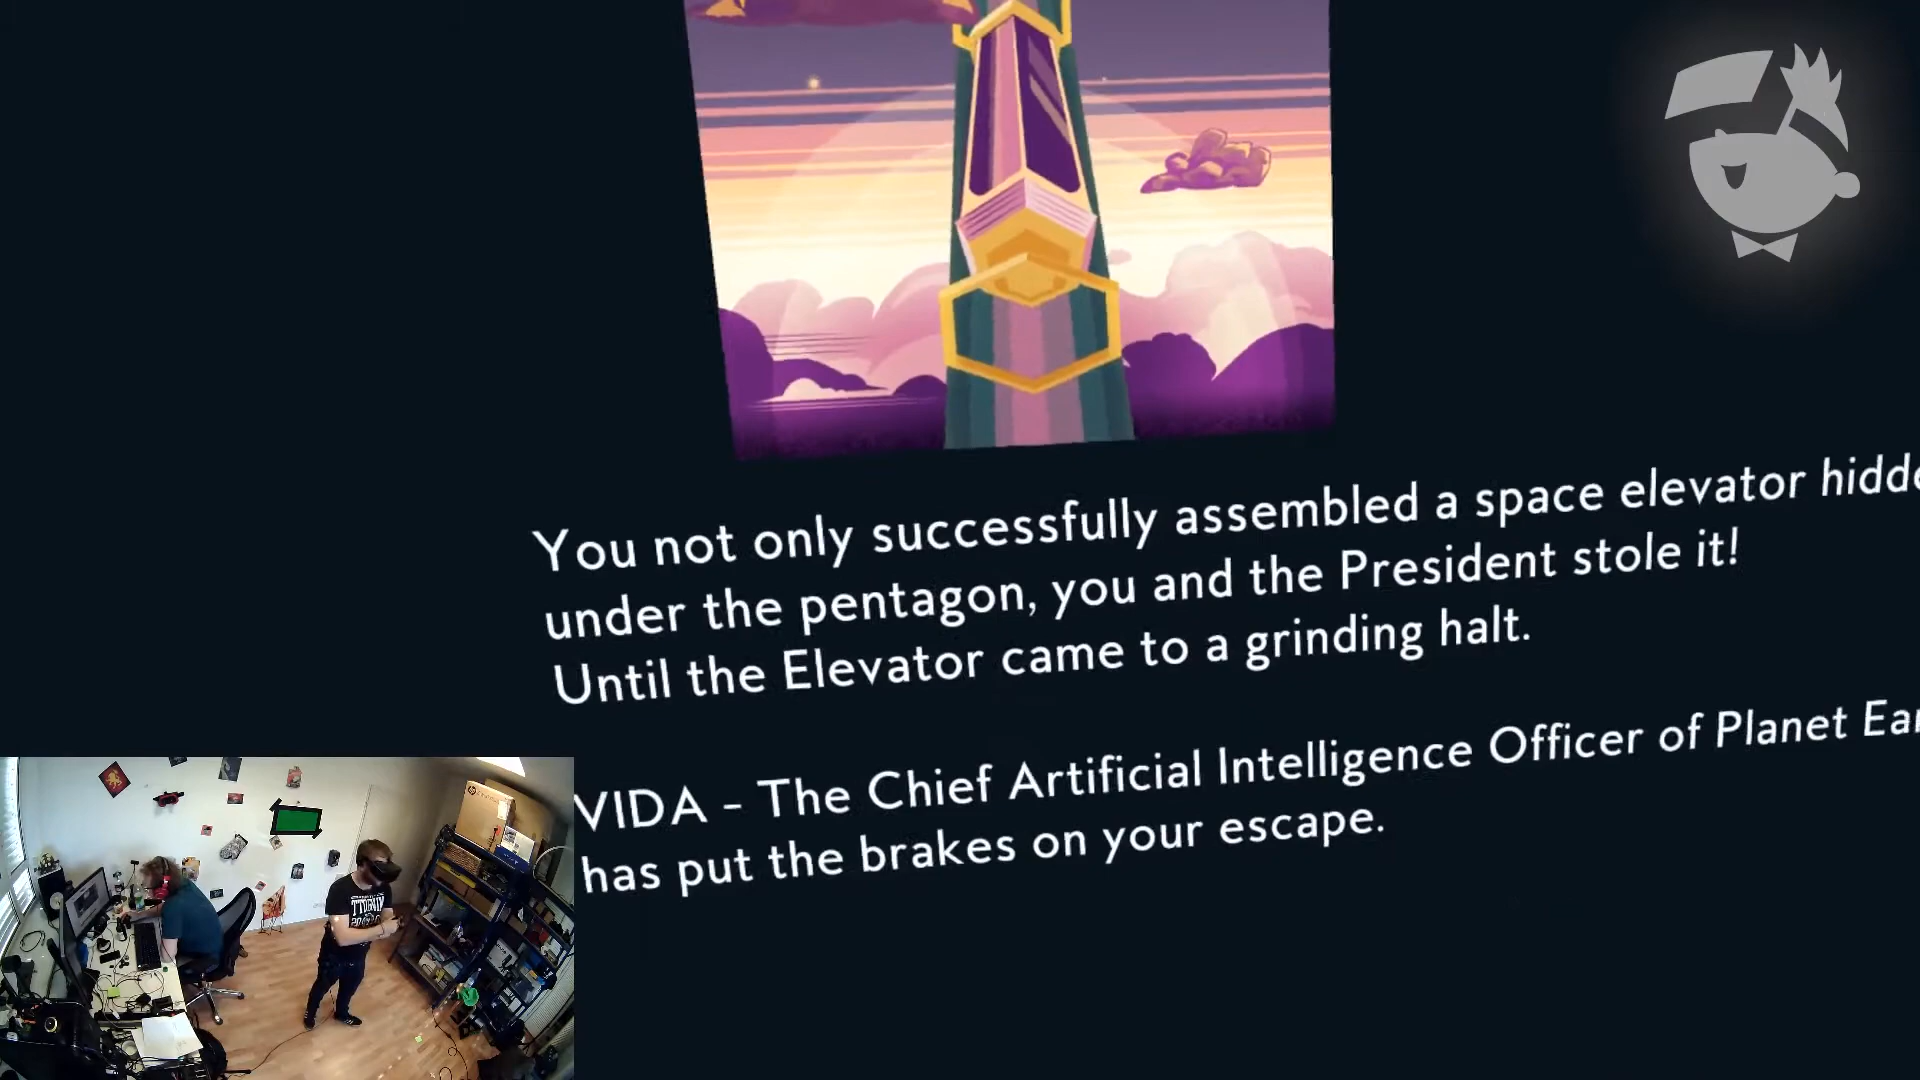 You not only successfully assembled a space elevator
under the pentagon, you and the President stole it!
Until the Elevator came to a grinding halt.
VIDA - The Chief Artificial Intelligence Officer of Planet
has put the brakes on your escape.